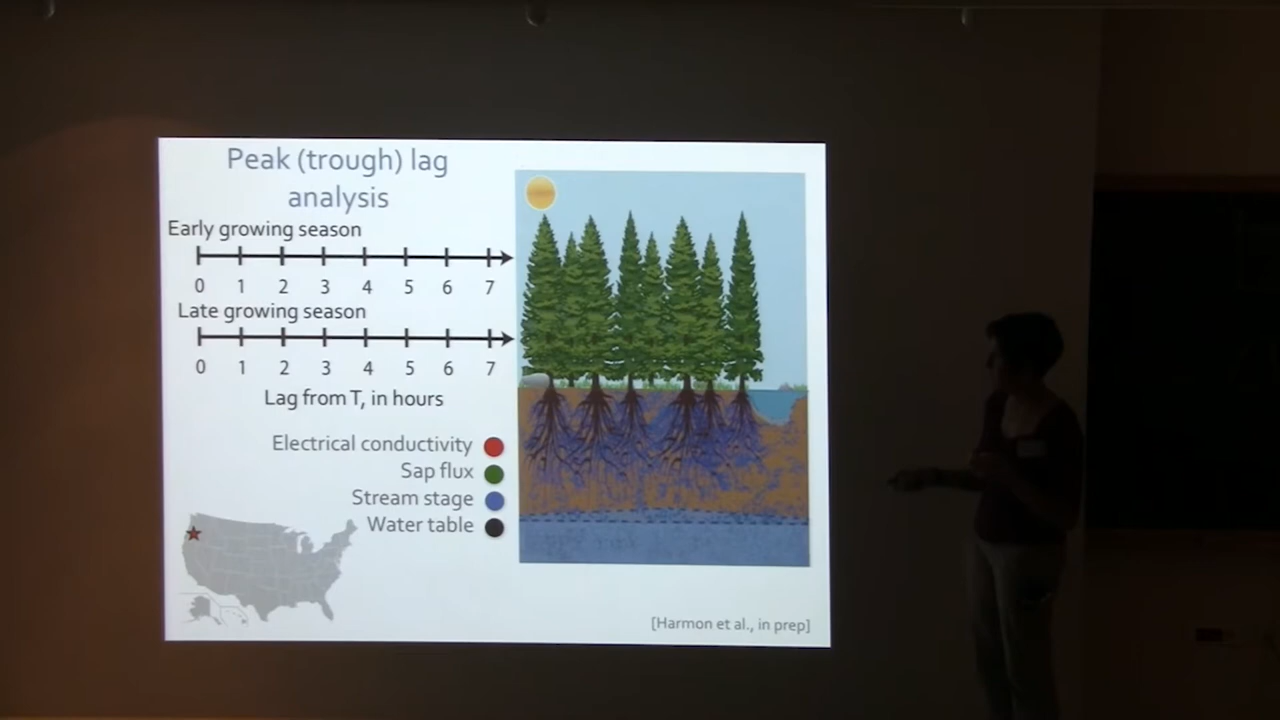 Peak (trough) lag
analysis
Early growing season
0 1 2 3 4 5 6 7
Late growing season
0 1 2 3 4 5 6 7
Lag from T, in hours
Electrical conductivity
Sap flux
Stream stage
Water table
[Harmon et al., in prep]